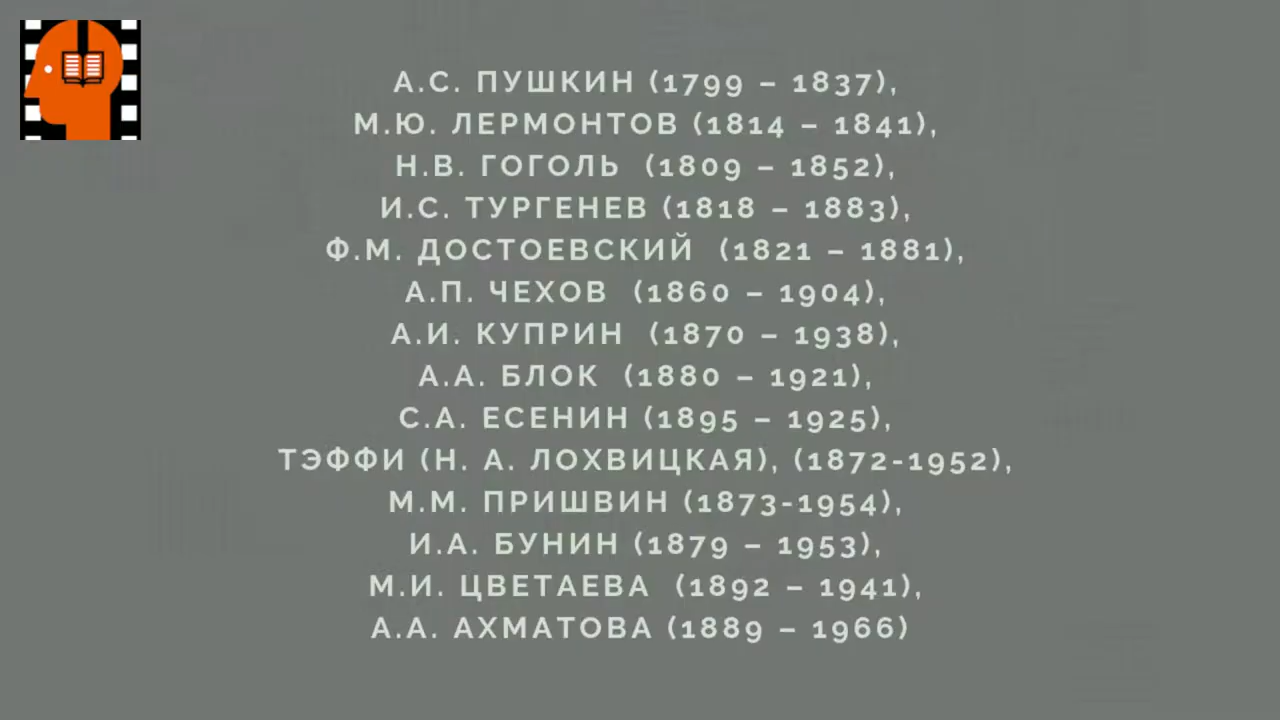 А.С. ПУШКИН (1799 – 1837),
М.Ю. ЛЕРМОНТОВ (1814 – 1841),
Н.В. ГОГОЛЬ (1809 – 1852),
И.С. ТУРГЕНЕВ (1818 – 1883),
Ф.М. ДОСТОЕВСКИЙ (1821 – 1881),
А.П. ЧЕХОВ (1860 – 1904),
А.И. КУПРИН (1870 – 1938),
А.А. БЛОК (1880 – 1921),
С.А. ЕСЕНИН (1895 – 1925),
ТЭФФИ (Н. А. ЛОХВИЦКАЯ), (1872-1952),
М.М. ПРИШВИН (1873-1954),
И.А. БУНИН (1879 – 1953),
М.И. ЦВЕТАЕВА (1892 – 1941),
А.А. АХМАТОВА (1889 – 1966)